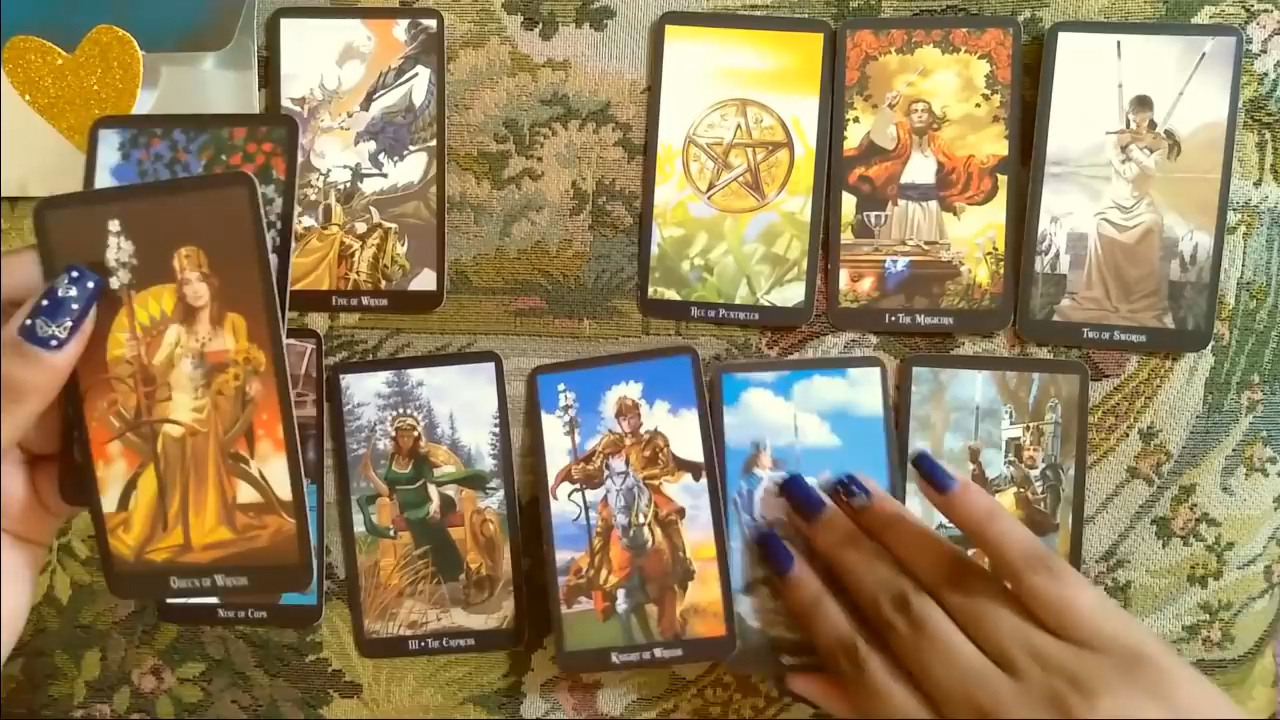 Five of Wands
Ace of Pentacles
I • The Magician
Two of Swords
Queen of Wands
Nine of Cups
III • The Empress
Knight of Wands